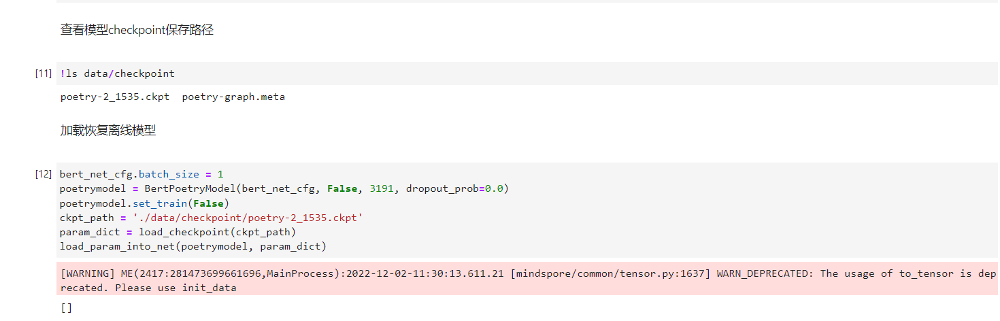 查看模型checkpoint保存路径
[11] !ls data/checkpoint
poetry-2_1535.ckpt  poetry-graph.meta
加载恢复离线模型
[12] bert_net_cfg.batch_size = 1
poetrymodel = BertPoetryModel(bert_net_cfg, False, 3191, dropout_prob=0.0)
poetrymodel.set_train(False)
ckpt_path = './data/checkpoint/poetry-2_1535.ckpt'
param_dict = load_checkpoint(ckpt_path)
load_param_into_net(poetrymodel, param_dict)
[WARNING] ME(2417:281473699661696,MainProcess):2022-12-02-11:30:13.611.21 [mindspore/common/tensor.py:1637] WARN_DEPRECATED: The usage of to_tensor is dep
recated. Please use init_data
[]